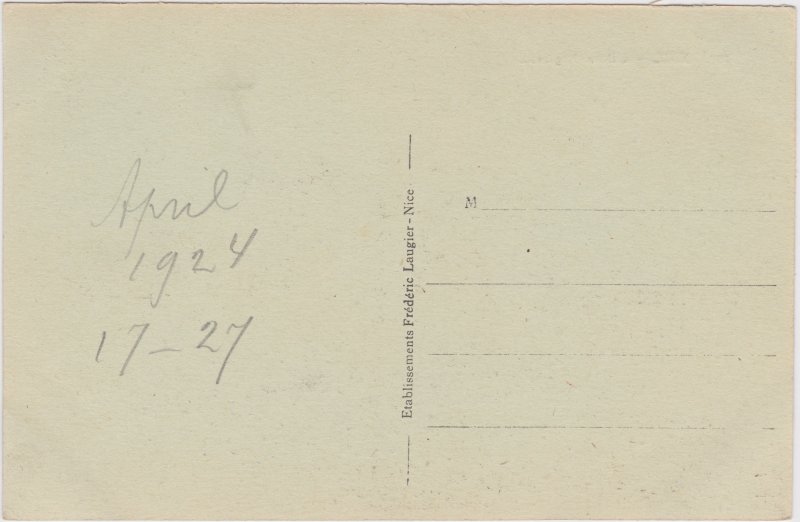 April
1924
17-27
Etablissements Frédéric Laugier - Nice
M